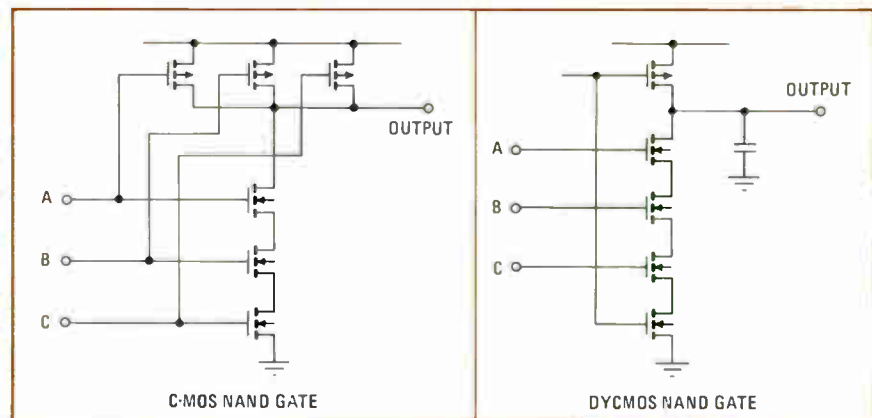 OUTPUT
A
B
C
C-MOS NAND GATE
OUTPUT
A
B
C
DYCMOS NAND GATE